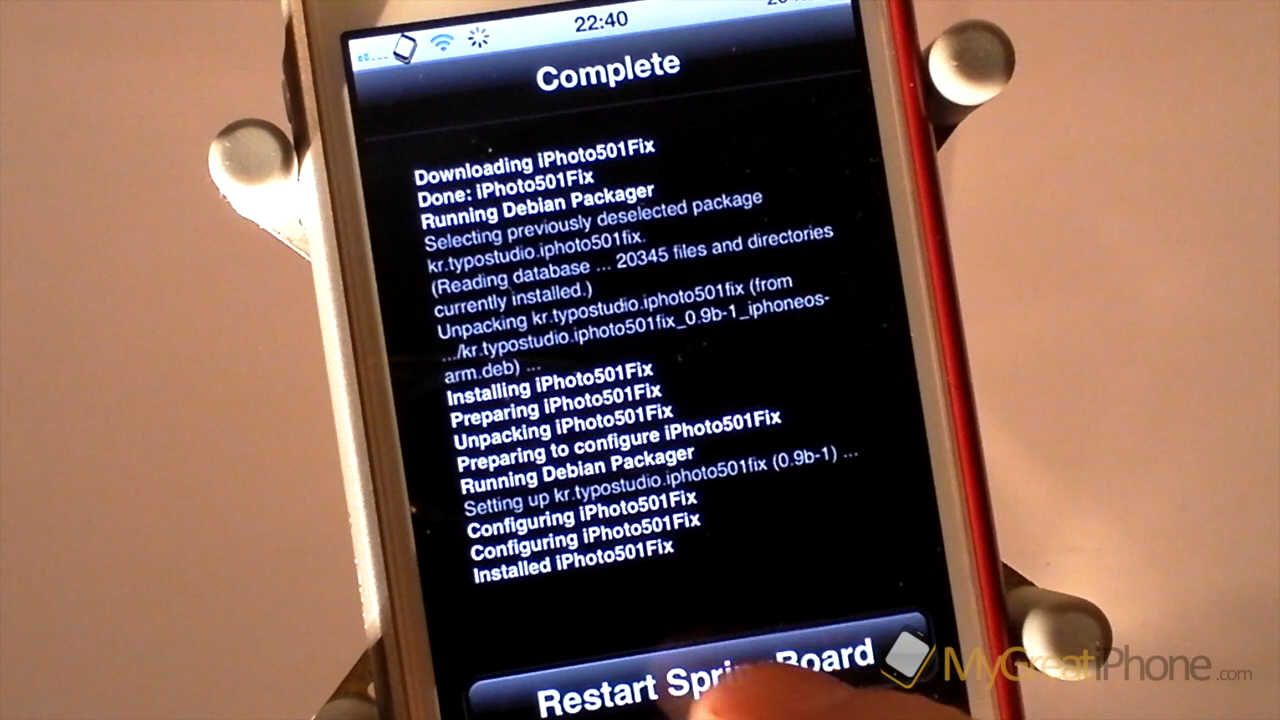 22:40
Complete
Downloading iPhoto501Fix
Done: iPhoto501Fix
Running Debian Packager
Selecting previously deselected package
kr.typostudio.iphoto501fix.
(Reading database ... 20345 files and directories
currently installed.)
Unpacking kr.typostudio.iphoto501fix (from
.../kr.typostudio.iphoto501fix_0.9b-1_iphoneos-
arm.deb) ...
Installing iPhoto501Fix
Preparing iPhoto501Fix
Unpacking iPhoto501Fix
Preparing to configure iPhoto501Fix
Running Debian Packager
Setting up kr.typostudio.iphoto501fix (0.9b-1) ...
Configuring iPhoto501Fix
Configuring iPhoto501Fix
Installed iPhoto501Fix
Restart SpringBoard
MyGreatiPhone.com